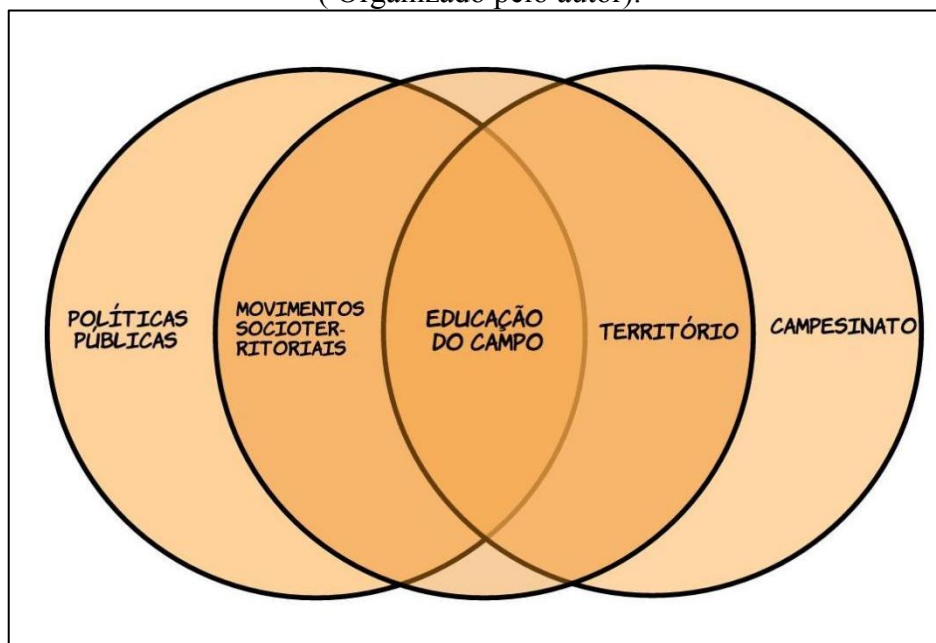 ( Organizado pelo autor).
POLÍTICAS
PÚBLICAS
MOVIMENTOS
SOCIOTER-
RITORIAIS
EDUCAÇÃO
DO CAMPO
TERRITÓRIO
CAMPESINATO